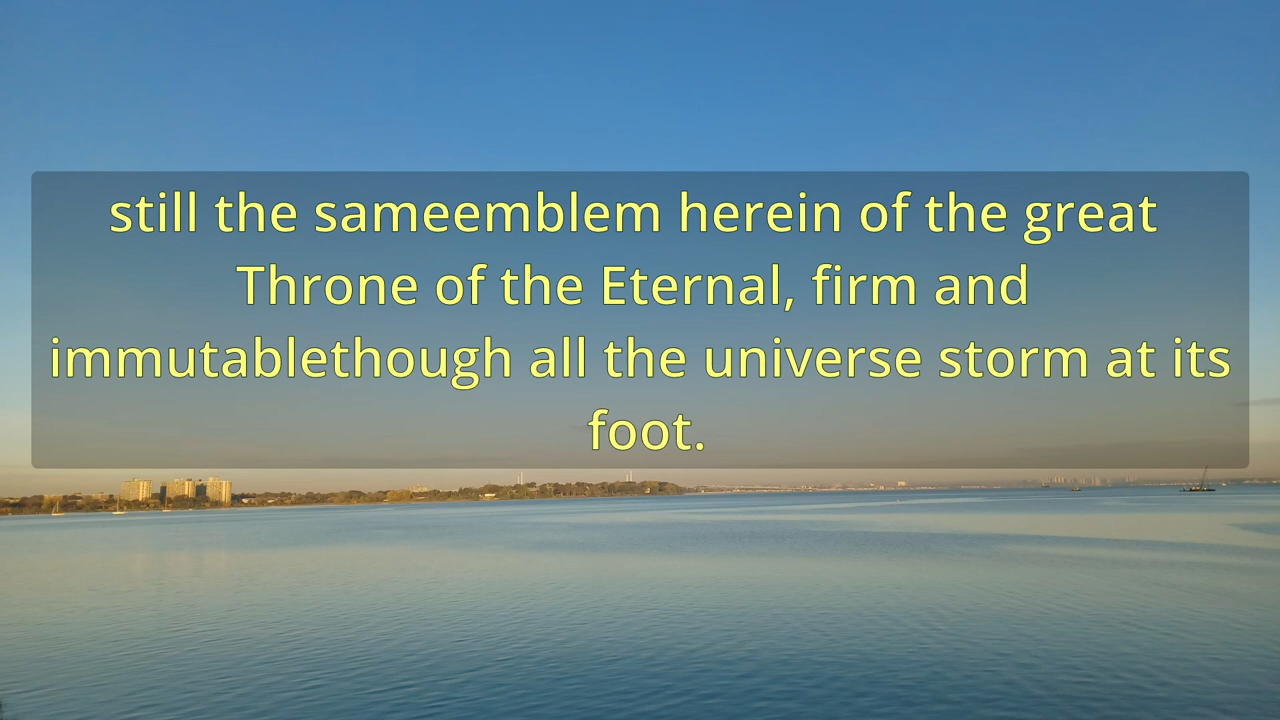 still the sameemblem herein of the great
Throne of the Eternal, firm and
immutablethough all the universe storm at its
foot.